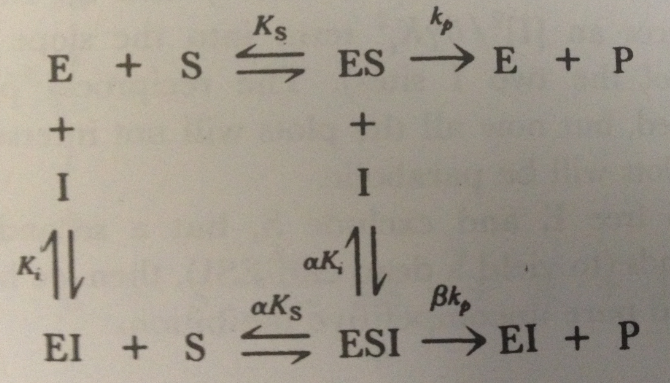 K_S k_p
E + S ⇌ ES → E + P
+ +
I I
K_i ⥮ αK_i ⥮
αK_S βk_p
EI + S ⇌ ESI → EI + P